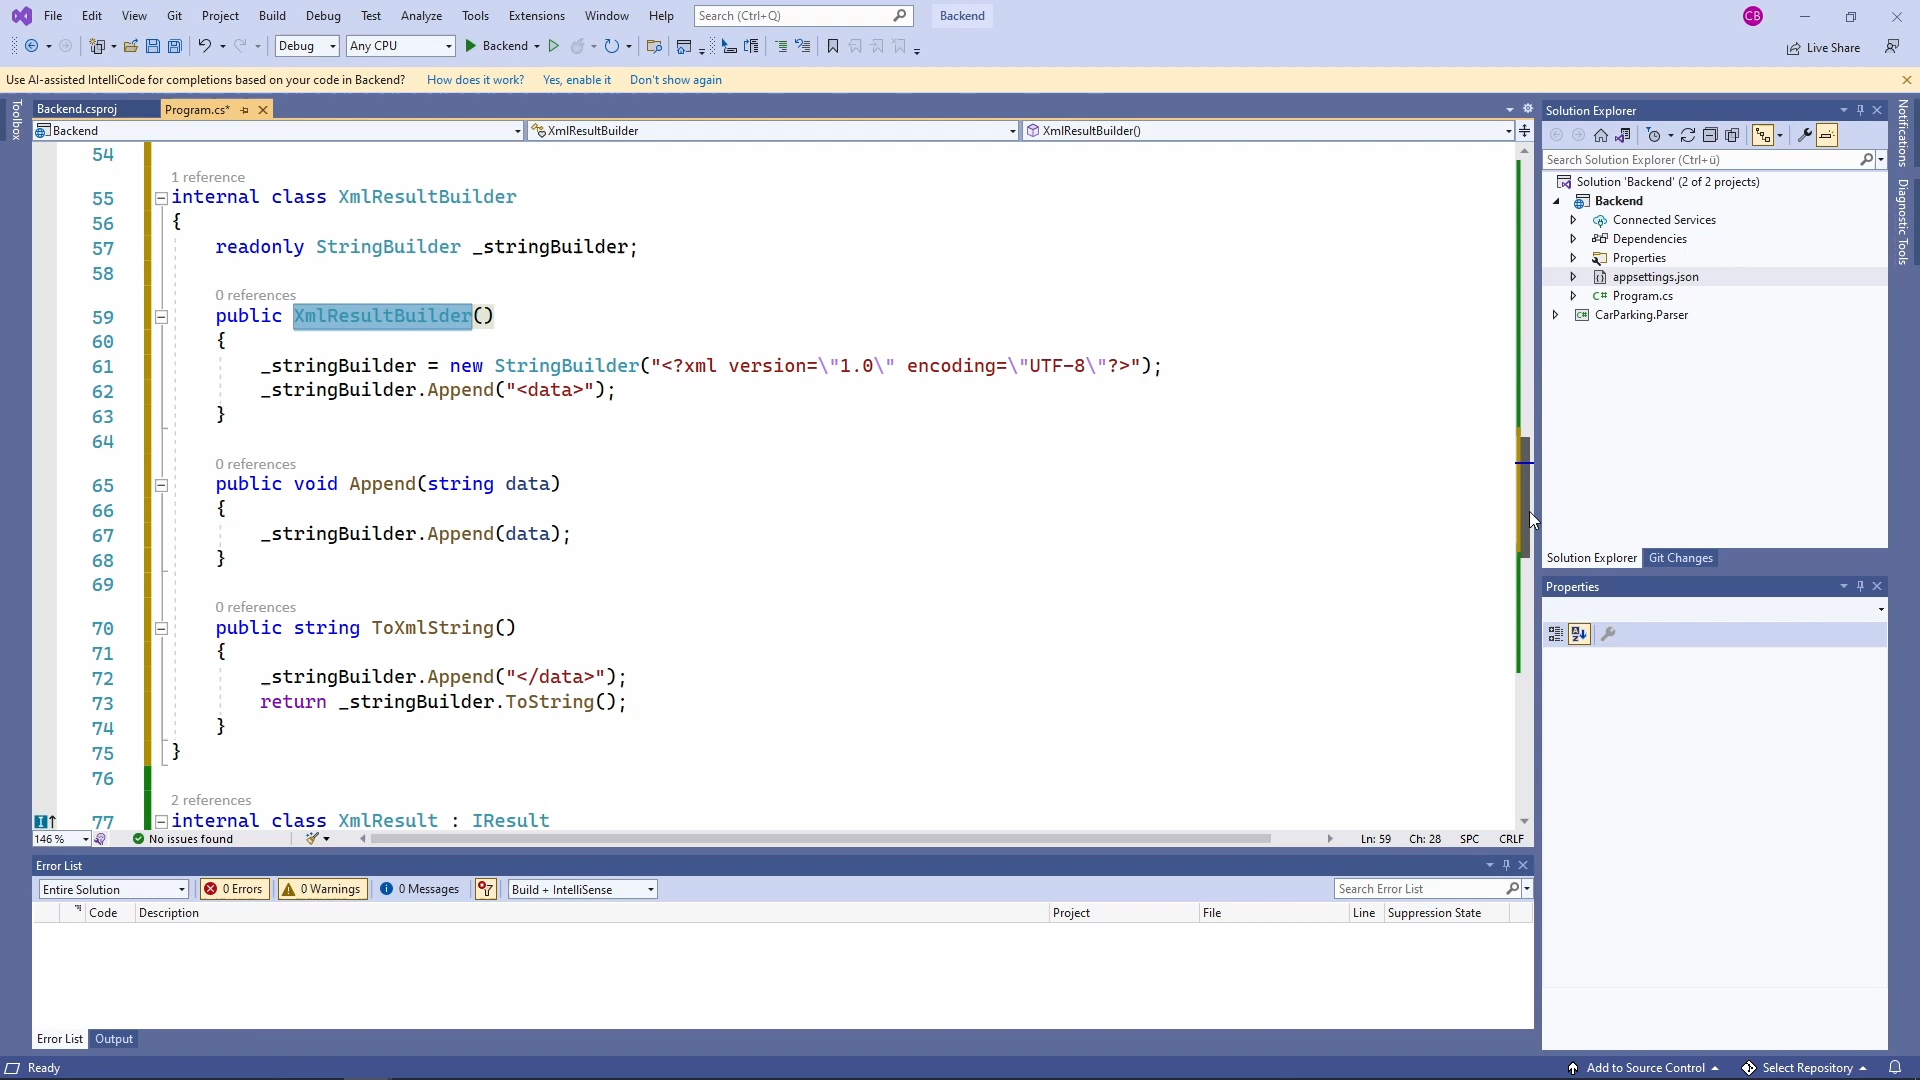 File Edit View Git Project Build Debug Test Analyze Tools Extensions Window Help Search (Ctrl+Q) Backend CB
Debug Any CPU Backend Live Share
Use AI-assisted IntelliCode for completions based on your code in Backend? How does it work? Yes, enable it Don't show again
Toolbox
Backend.csproj Program.cs*
Backend XmlResultBuilder XmlResultBuilder()
54
1 reference
55 internal class XmlResultBuilder
56 {
57 readonly StringBuilder _stringBuilder;
58
0 references
59 public XmlResultBuilder()
60 {
61 _stringBuilder = new StringBuilder("<?xml version=\"1.0\" encoding=\"UTF-8\"?>");
62 _stringBuilder.Append("<data>");
63 }
64
0 references
65 public void Append(string data)
66 {
67 _stringBuilder.Append(data);
68 }
69
0 references
70 public string ToXmlString()
71 {
72 _stringBuilder.Append("</data>");
73 return _stringBuilder.ToString();
74 }
75 }
76
2 references
77 internal class XmlResult : IResult
146 % No issues found Ln: 59 Ch: 28 SPC CRLF
Error List
Entire Solution 0 Errors 0 Warnings 0 Messages Build + IntelliSense Search Error List
Code Description Project File Line Suppression State
Error List Output
Solution Explorer
Search Solution Explorer (Ctrl+ü)
Solution 'Backend' (2 of 2 projects)
Backend
Connected Services
Dependencies
Properties
appsettings.json
C# Program.cs
C# CarParking.Parser
Solution Explorer Git Changes
Properties
Notifications
Diagnostic Tools
Ready Add to Source Control Select Repository